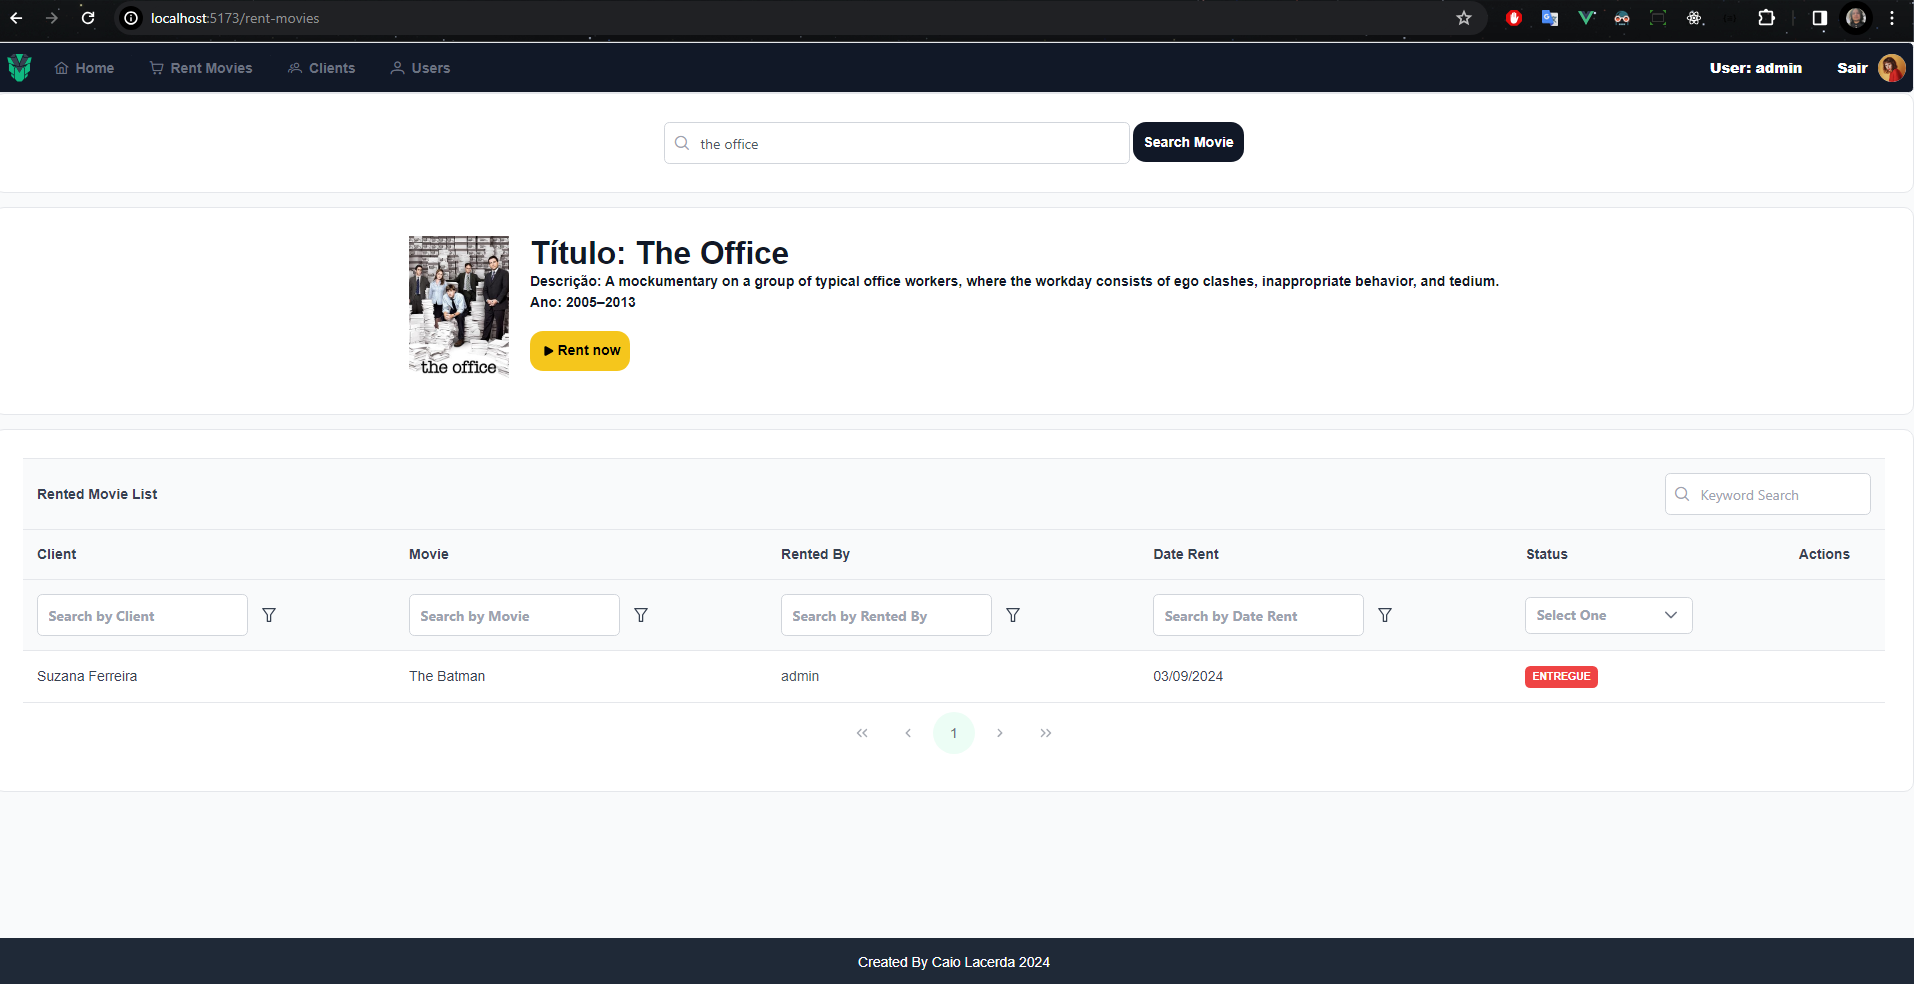 localhost:5173/rent-movies
Home Rent Movies Clients Users User: admin Sair
the office Search Movie
Título: The Office
Descrição: A mockumentary on a group of typical office workers, where the workday consists of ego clashes, inappropriate behavior, and tedium.
Ano: 2005–2013
the office
Rent now
Rented Movie List Keyword Search
Client Movie Rented By Date Rent Status Actions
Search by Client Search by Movie Search by Rented By Search by Date Rent Select One
Suzana Ferreira The Batman admin 03/09/2024 ENTREGUE
1
Created By Caio Lacerda 2024